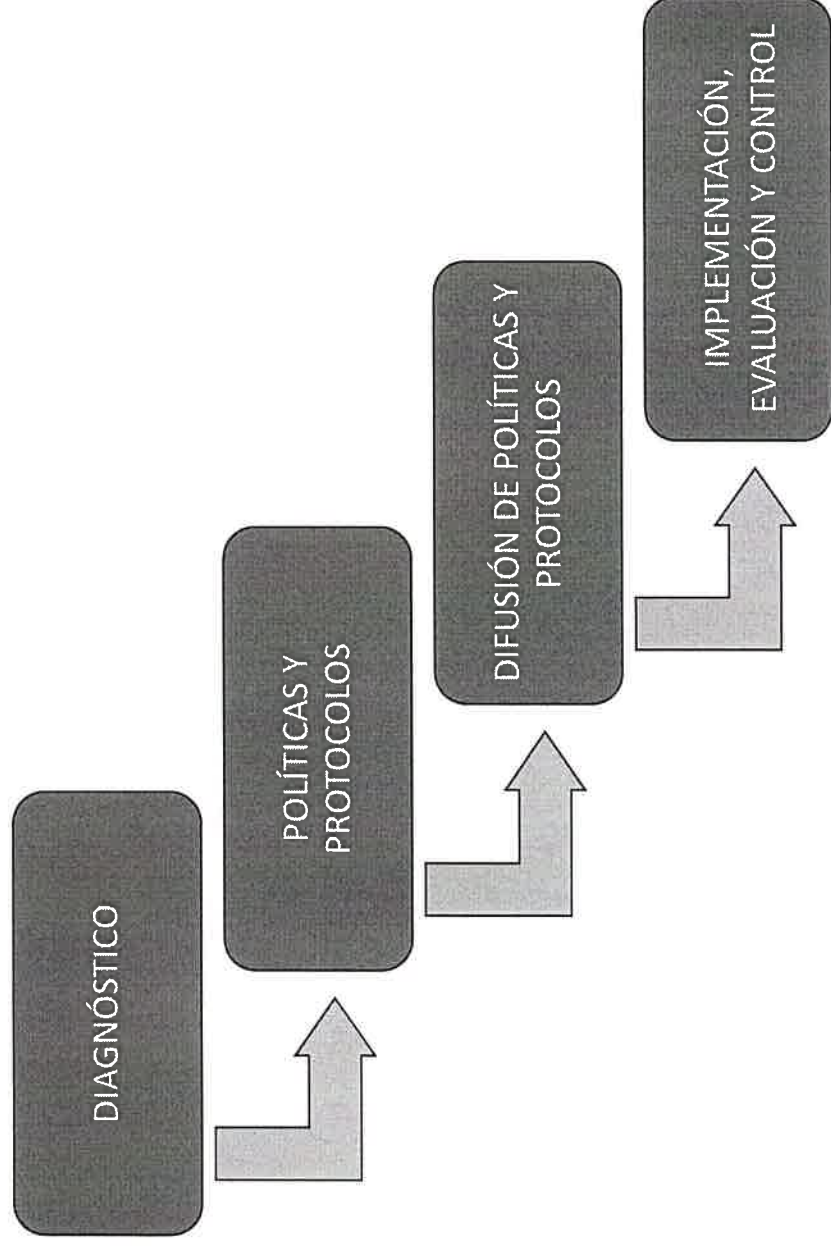 DIAGNÓSTICO
POLÍTICAS Y
PROTOCOLOS
DIFUSIÓN DE POLÍTICAS Y
PROTOCOLOS
IMPLEMENTACIÓN,
EVALUACIÓN Y CONTROL